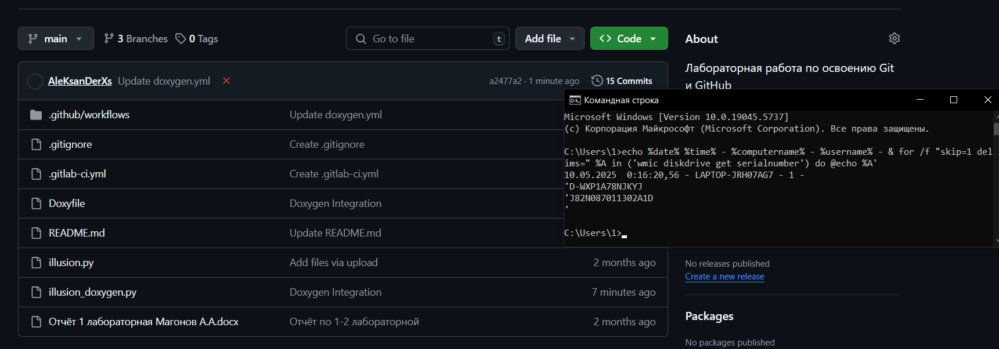 main
3 Branches
0 Tags
Go to file
t
Add file
Code
About
AleKsanDerXs Update doxygen.yml
a2477a2 · 1 minute ago
15 Commits
Лабораторная работа по освоению Git
и GitHub
.github/workflows Update doxygen.yml
.gitignore Create .gitignore
.gitlab-ci.yml Create .gitlab-ci.yml
Doxyfile Doxygen Integration
README.md Update README.md
illusion.py Add files via upload 2 months ago
illusion_doxygen.py Doxygen Integration 7 minutes ago
Отчёт 1 лабораторная Магонов А.А.docx Отчёт по 1-2 лабораторной 2 months ago
Командная строка
Microsoft Windows [Version 10.0.19045.5737]
(c) Корпорация Майкрософт (Microsoft Corporation). Все права защищены.
C:\Users\1>echo %date% %time% - %computername% - %username% - & for /f "skip=1 del
ims=" %A in ('wmic diskdrive get serialnumber') do @echo %A'
10.05.2025  0:16:20,56 - LAPTOP-JRH07AG7 - 1 -
'D-WXP1A78NJKYJ
'J82N087011302A1D
'
C:\Users\1>
No releases published
Create a new release
Packages
No packages published